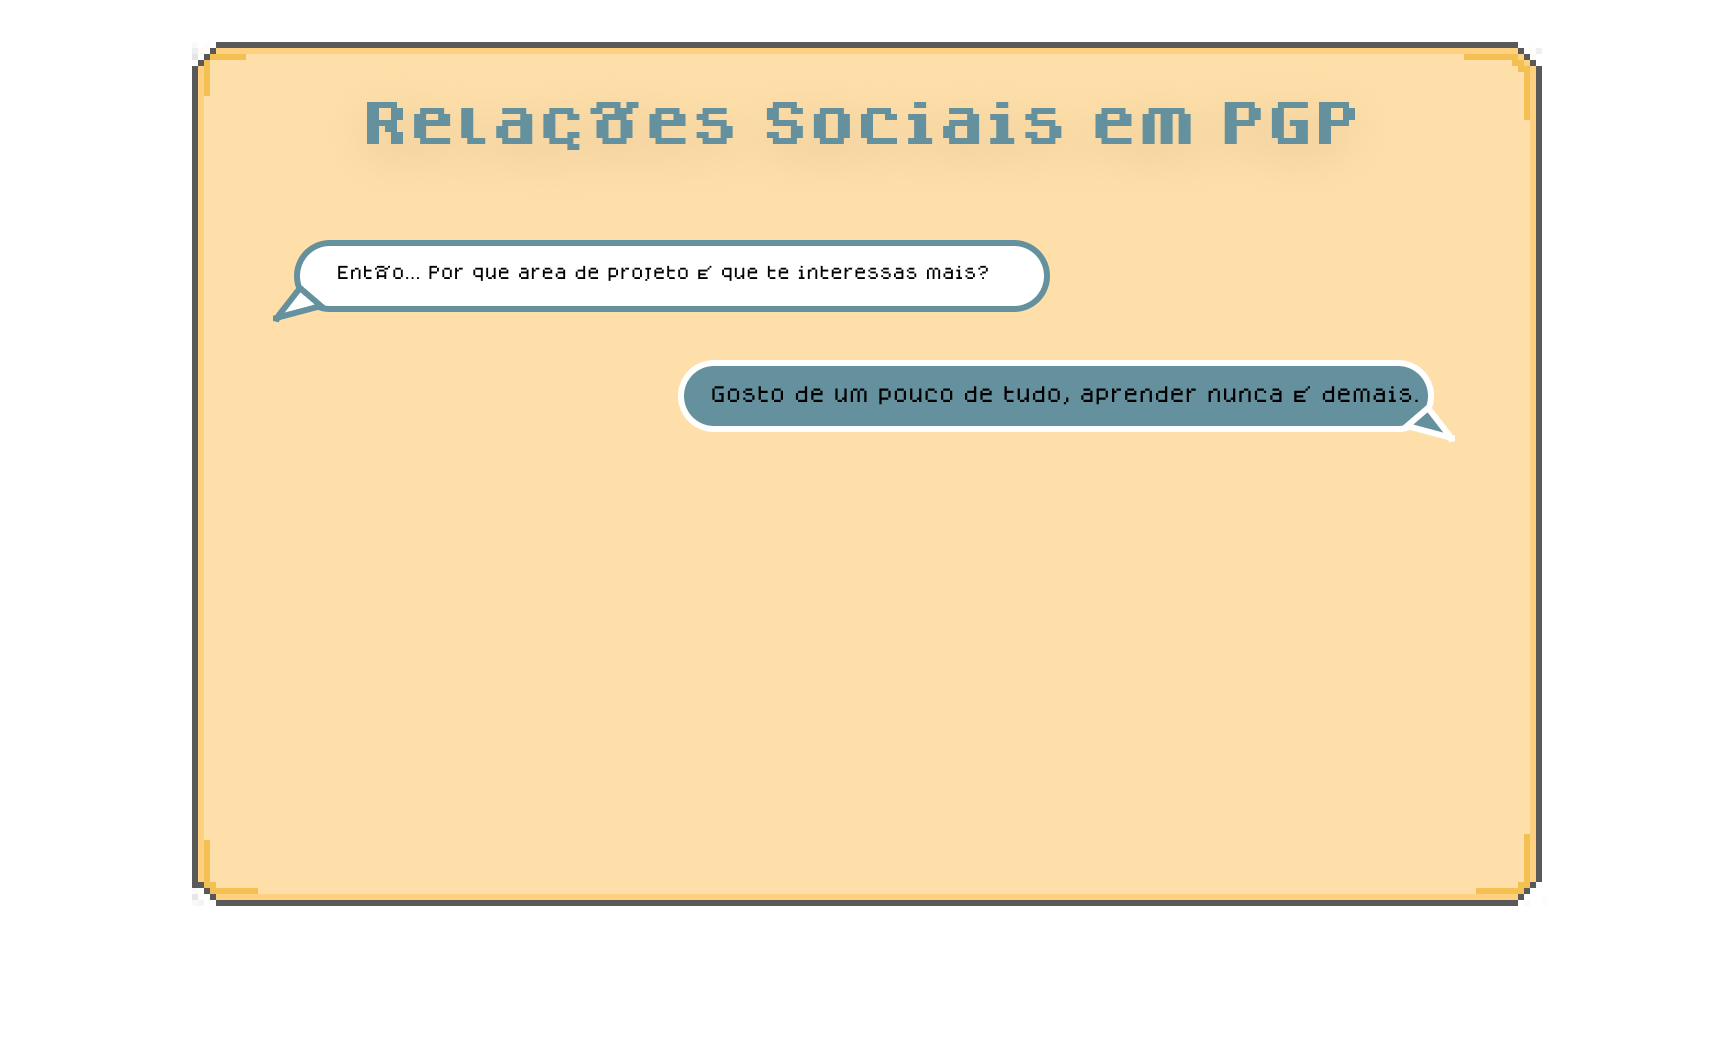 Relações Sociais em PGP
Então... Por que area de projeto é que te interessas mais?
Gosto de um pouco de tudo, aprender nunca é demais.